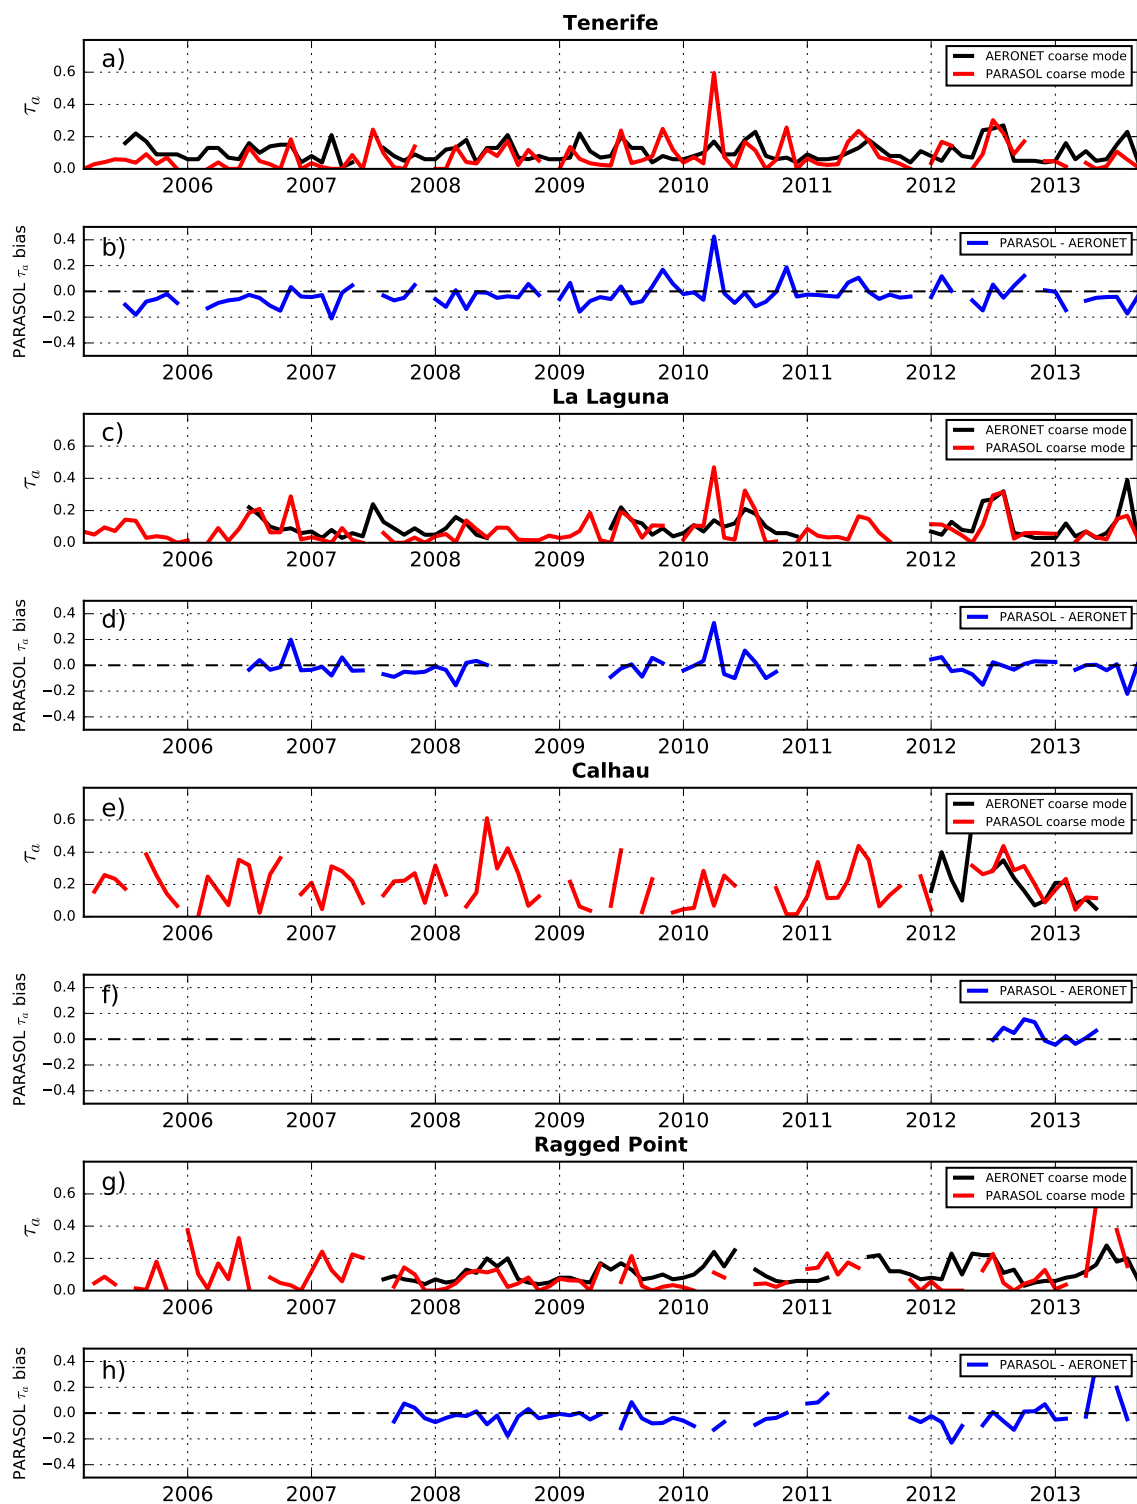 Tenerife
a)
AERONET coarse mode
PARASOL coarse mode
τa
0.6
0.4
0.2
0.0
2006 2007 2008 2009 2010 2011 2012 2013
b)
PARASOL - AERONET
PARASOL τa bias
0.4
0.2
0.0
−0.2
−0.4
2006 2007 2008 2009 2010 2011 2012 2013
La Laguna
c)
AERONET coarse mode
PARASOL coarse mode
τa
0.6
0.4
0.2
0.0
2006 2007 2008 2009 2010 2011 2012 2013
d)
PARASOL - AERONET
PARASOL τa bias
0.4
0.2
0.0
−0.2
−0.4
2006 2007 2008 2009 2010 2011 2012 2013
Calhau
e)
AERONET coarse mode
PARASOL coarse mode
τa
0.6
0.4
0.2
0.0
2006 2007 2008 2009 2010 2011 2012 2013
f)
PARASOL - AERONET
PARASOL τa bias
0.4
0.2
0.0
−0.2
−0.4
2006 2007 2008 2009 2010 2011 2012 2013
Ragged Point
g)
AERONET coarse mode
PARASOL coarse mode
τa
0.6
0.4
0.2
0.0
2006 2007 2008 2009 2010 2011 2012 2013
h)
PARASOL - AERONET
PARASOL τa bias
0.4
0.2
0.0
−0.2
−0.4
2006 2007 2008 2009 2010 2011 2012 2013